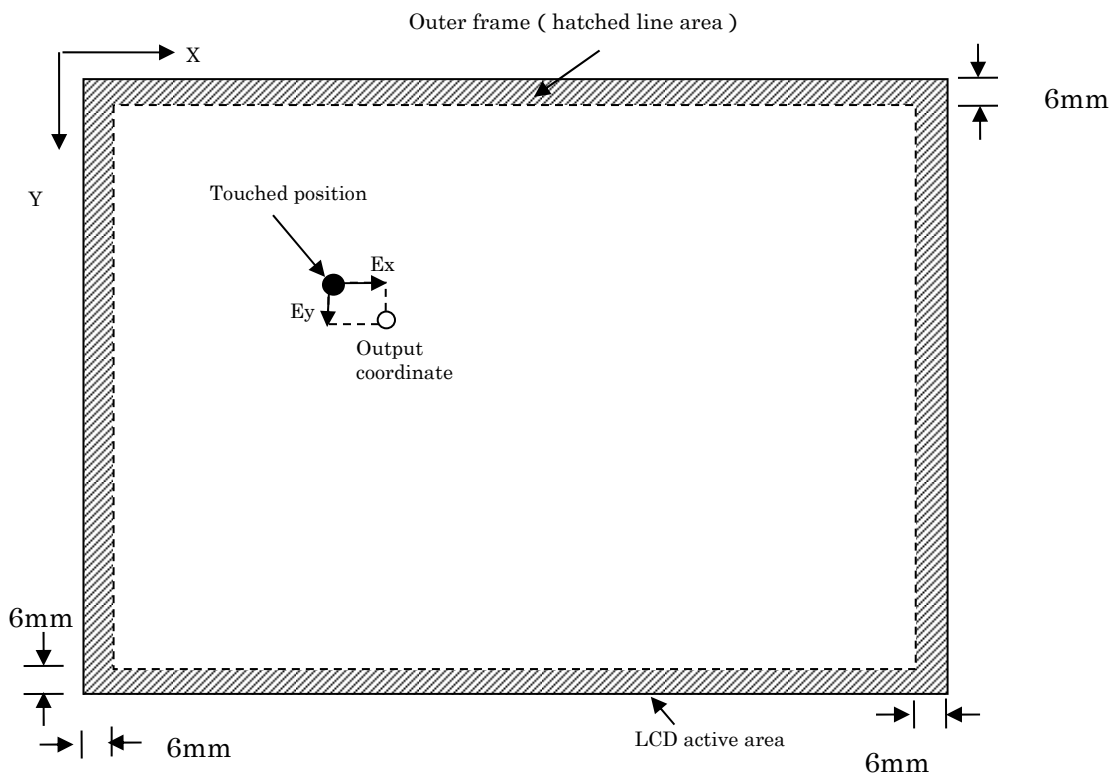 Outer frame ( hatched line area )
X
6mm
Y
Touched position
Ex
Ey
Output
coordinate
6mm
6mm
LCD active area
6mm